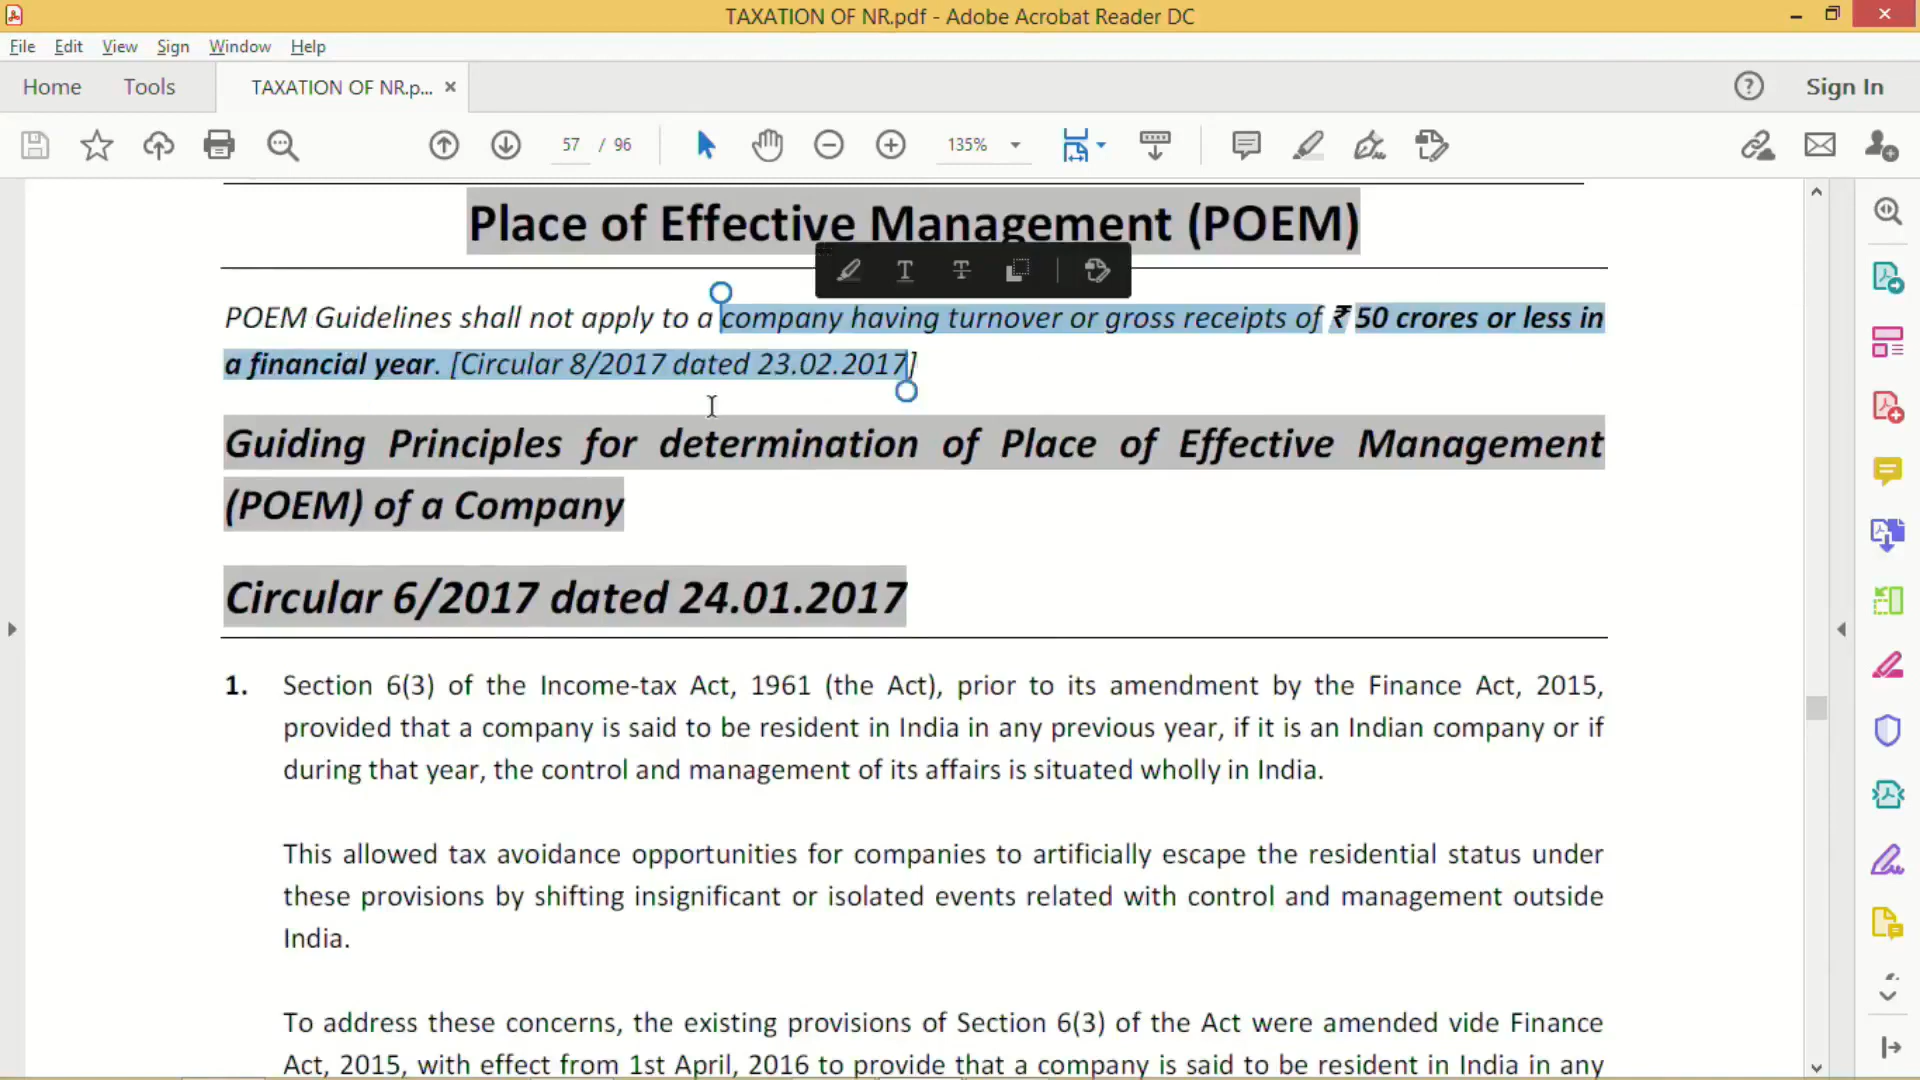 TAXATION OF NR.pdf - Adobe Acrobat Reader DC
File Edit View Sign Window Help
Home Tools TAXATION OF NR.p... × Sign In
57 / 96 135%
Place of Effective Management (POEM)
POEM Guidelines shall not apply to a company having turnover or gross receipts of ₹ 50 crores or less in
a financial year. [Circular 8/2017 dated 23.02.2017]
Guiding Principles for determination of Place of Effective Management
(POEM) of a Company
Circular 6/2017 dated 24.01.2017
1. Section 6(3) of the Income-tax Act, 1961 (the Act), prior to its amendment by the Finance Act, 2015,
provided that a company is said to be resident in India in any previous year, if it is an Indian company or if
during that year, the control and management of its affairs is situated wholly in India.
This allowed tax avoidance opportunities for companies to artificially escape the residential status under
these provisions by shifting insignificant or isolated events related with control and management outside
India.
To address these concerns, the existing provisions of Section 6(3) of the Act were amended vide Finance
Act, 2015, with effect from 1st April, 2016 to provide that a company is said to be resident in India in any